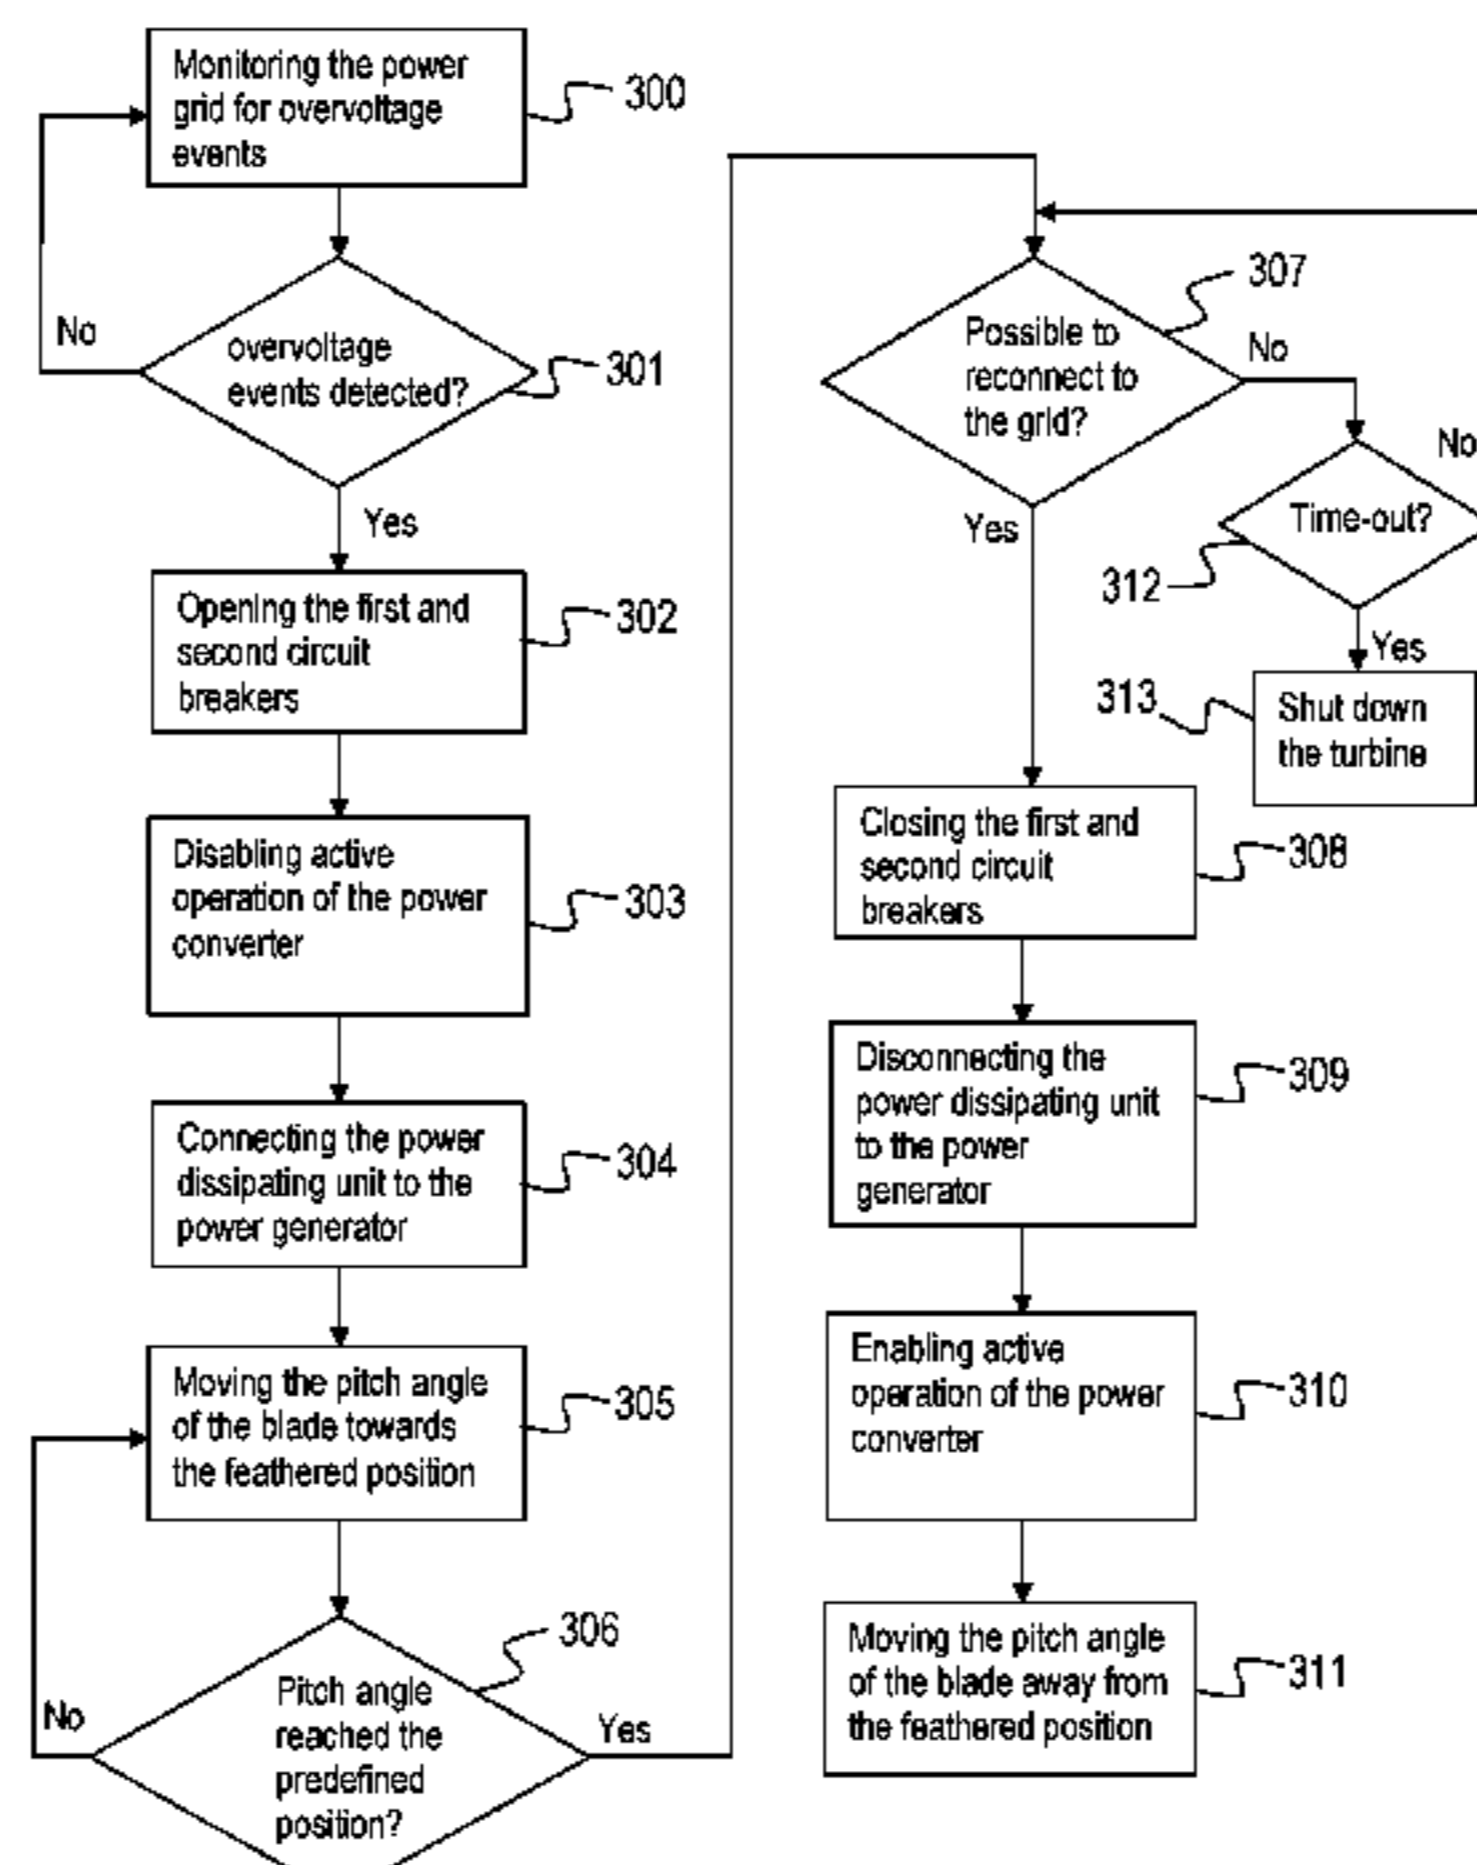 Monitoring the power
grid for overvoltage
events
300
No
overvoltage
events detected?
301
Yes
Opening the first and
second circuit
breakers
302
Disabling active
operation of the power
converter
303
Connecting the power
dissipating unit to the
power generator
304
Moving the pitch angle
of the blade towards
the feathered position
305
306
Pitch angle
reached the
predefined
position?
No
Yes
307
Possible to
reconnect to
the grid?
No
Yes
No
Time-out?
312
Yes
313
Shut down
the turbine
Closing the first and
second circuit
breakers
308
Disconnecting the
power dissipating unit
to the power
generator
309
Enabling active
operation of the power
converter
310
Moving the pitch angle
of the blade away from
the feathered position
311